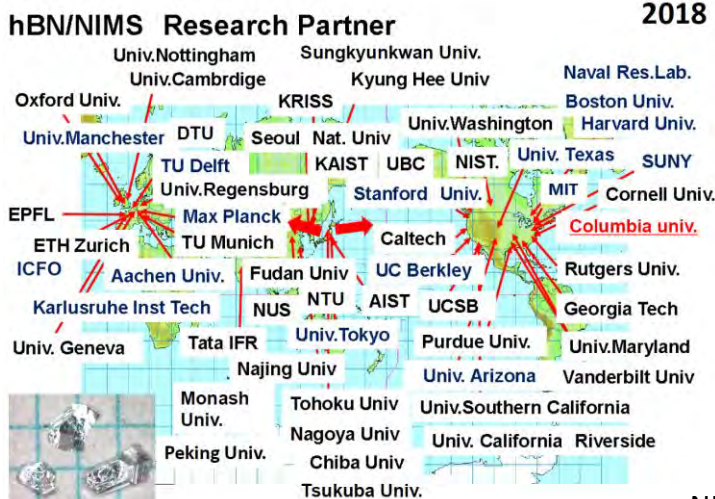 2018
hBN/NIMS Research Partner
Univ.Nottingham
Sungkyunkwan Univ.
Univ.Cambrdige
Kyung Hee Univ
Naval Res.Lab.
Oxford Univ.
KRISS
Boston Univ.
Univ.Manchester
DTU
Seoul Nat. Univ
Univ.Washington
Harvard Univ.
TU Delft
KAIST
UBC
NIST.
Univ. Texas
SUNY
Univ.Regensburg
Stanford Univ.
MIT
Cornell Univ.
EPFL
Max Planck
Columbia univ.
ETH Zurich
TU Munich
Caltech
ICFO
Aachen Univ.
Fudan Univ
UC Berkley
Rutgers Univ.
Karlusruhe Inst Tech
NUS
NTU
AIST
UCSB
Georgia Tech
Univ. Geneva
Tata IFR
Univ.Tokyo
Purdue Univ.
Univ.Maryland
Najing Univ.
Univ. Arizona
Vanderbilt Univ
Monash
Univ.
Tohoku Univ
Univ.Southern California
Peking Univ.
Nagoya Univ
Univ. California Riverside
Chiba Univ
Tsukuba Univ.